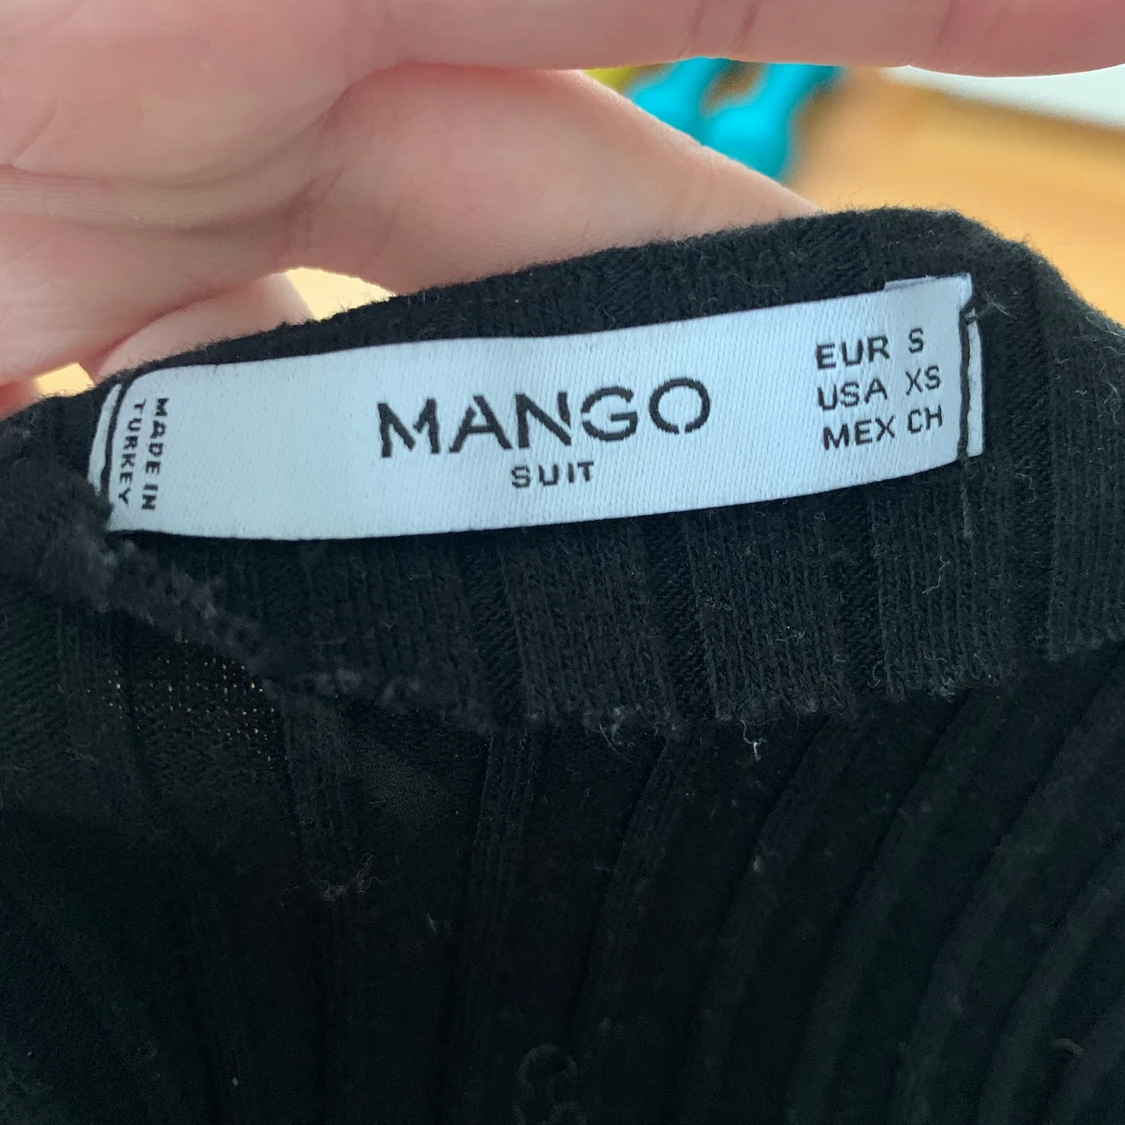 MADE IN
TURKEY
MANGO
SUIT
EUR S
USA XS
MEX CH